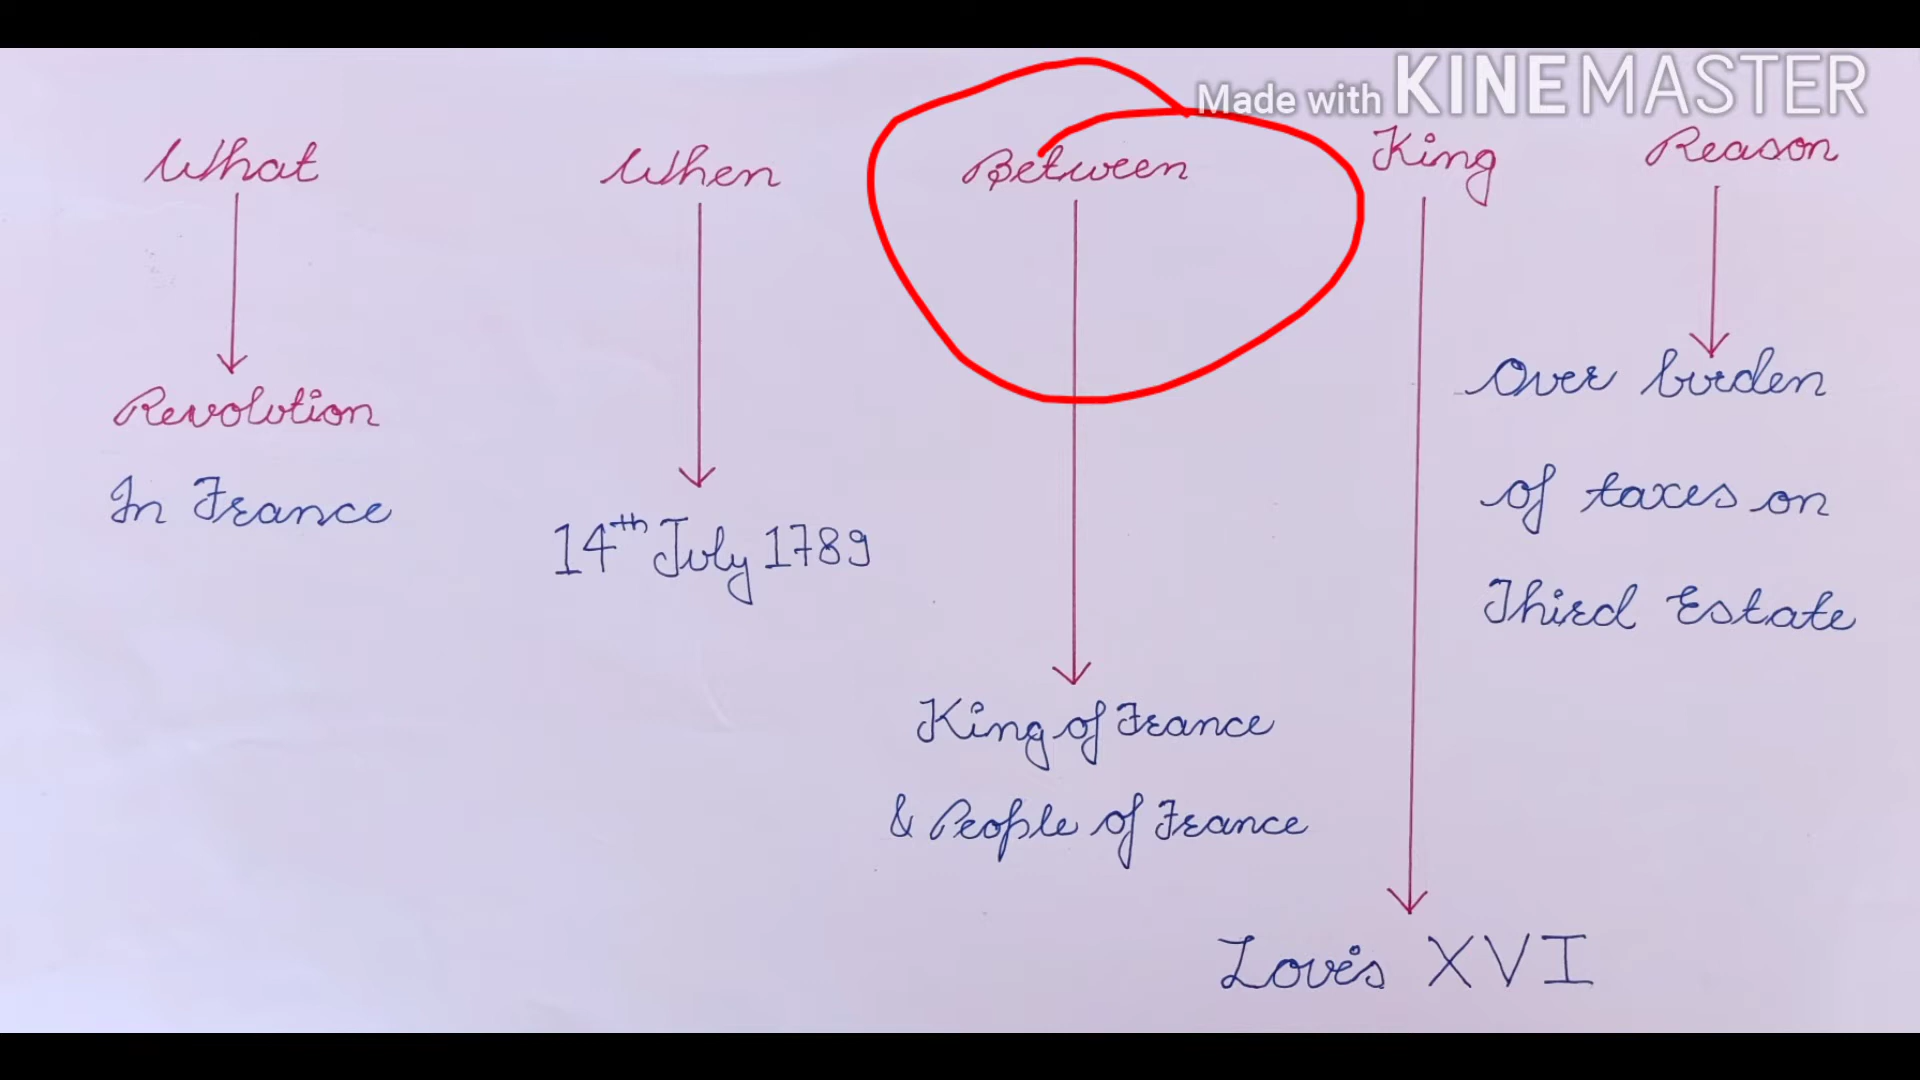 Made with KINEMASTER
What
When
Between
King
Reason
Revolution
In France
14th July 1789
King of France
& People of France
Louis XVI
Over burden
of taxes on
Third Estate